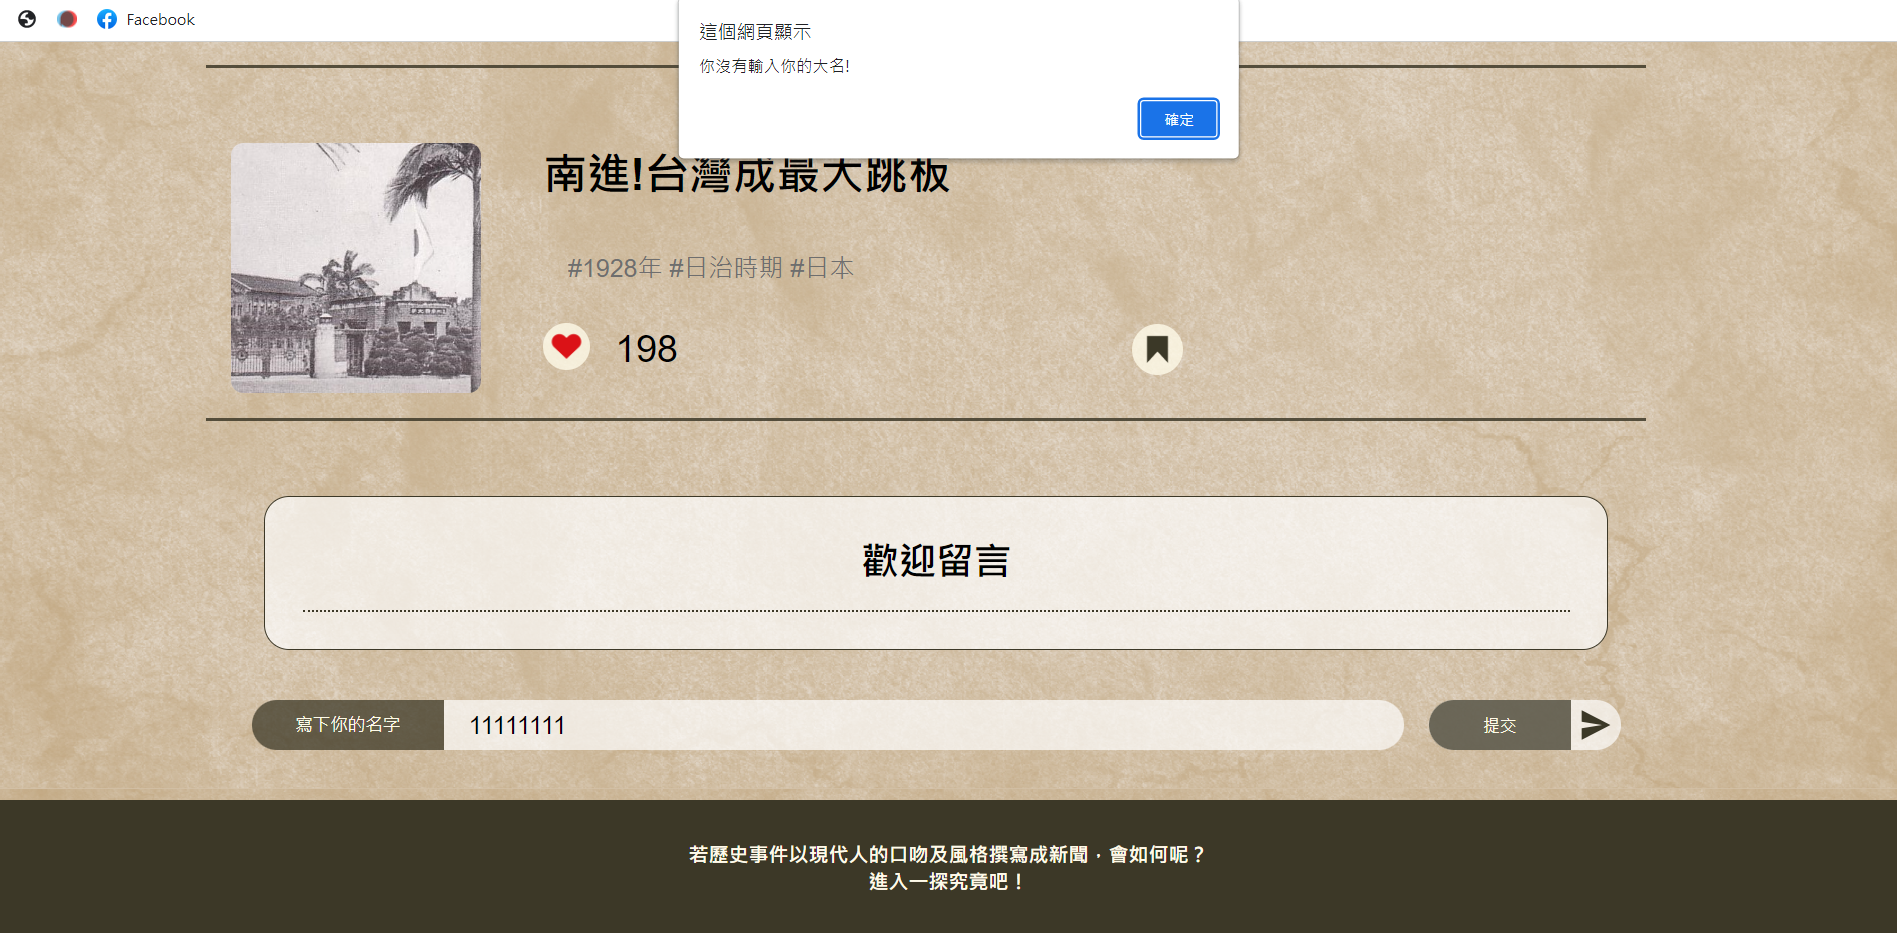 Facebook
這個網頁顯示
你沒有輸入你的大名!
確定
南進!台灣成最大跳板
#1928年 #日治時期 #日本
198
歡迎留言
寫下你的名字
11111111
提交
若歷史事件以現代人的口吻及風格撰寫成新聞，會如何呢？
進入一探究竟吧！